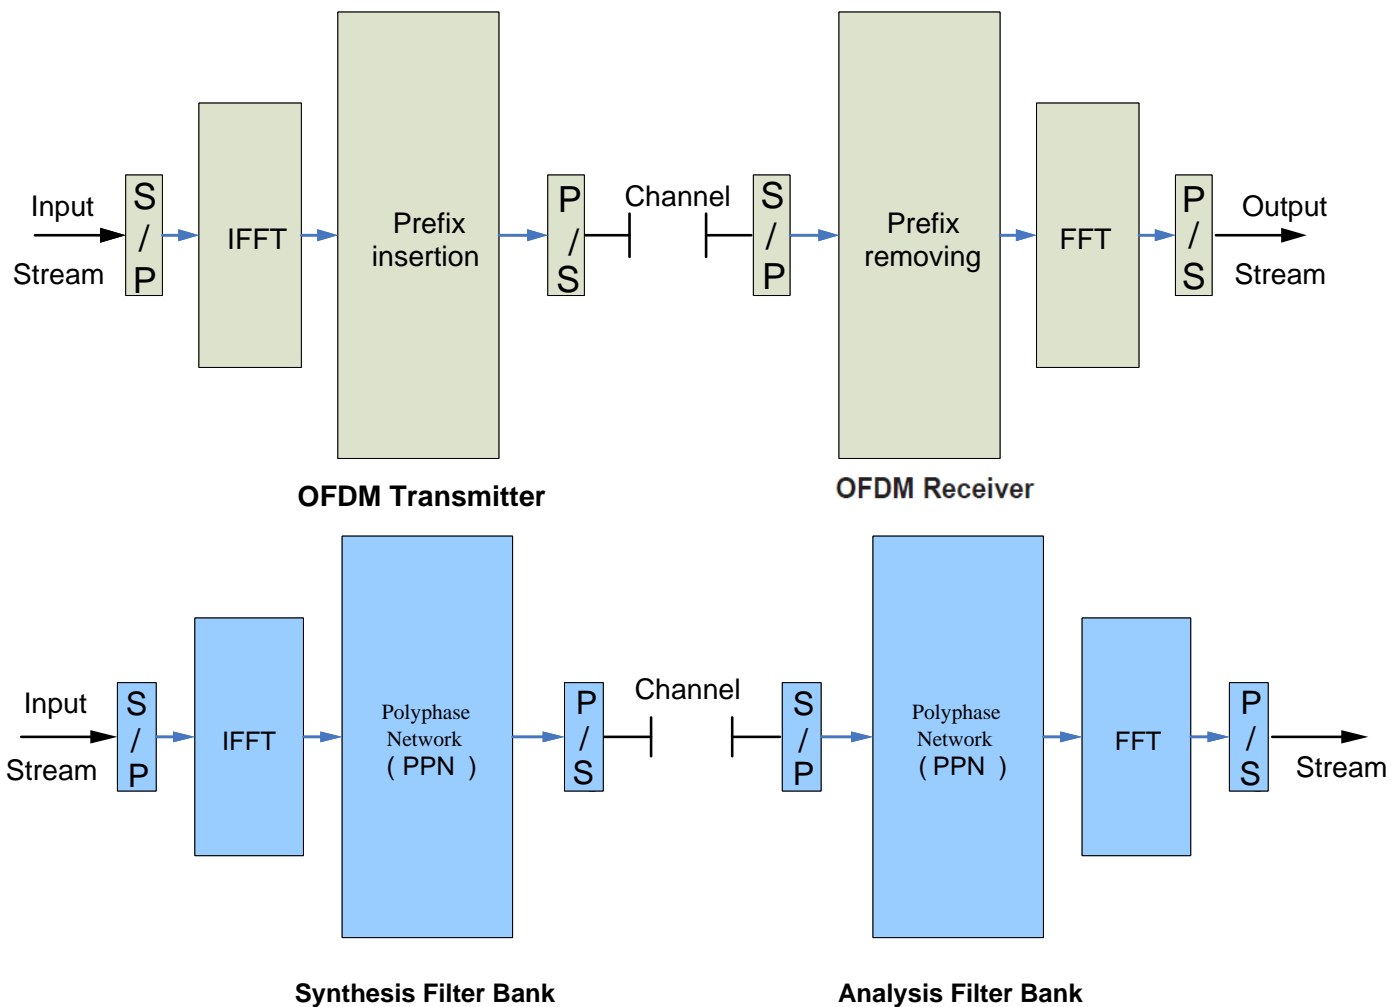 Input
Stream
S
/
P
IFFT
Prefix
insertion
P
/
S
Channel
S
/
P
Prefix
removing
FFT
P
/
S
Output
Stream
OFDM Transmitter
OFDM Receiver
Input
Stream
S
/
P
IFFT
Polyphase
Network
( PPN )
P
/
S
Channel
S
/
P
Polyphase
Network
( PPN )
FFT
P
/
S
Stream
Synthesis Filter Bank
Analysis Filter Bank